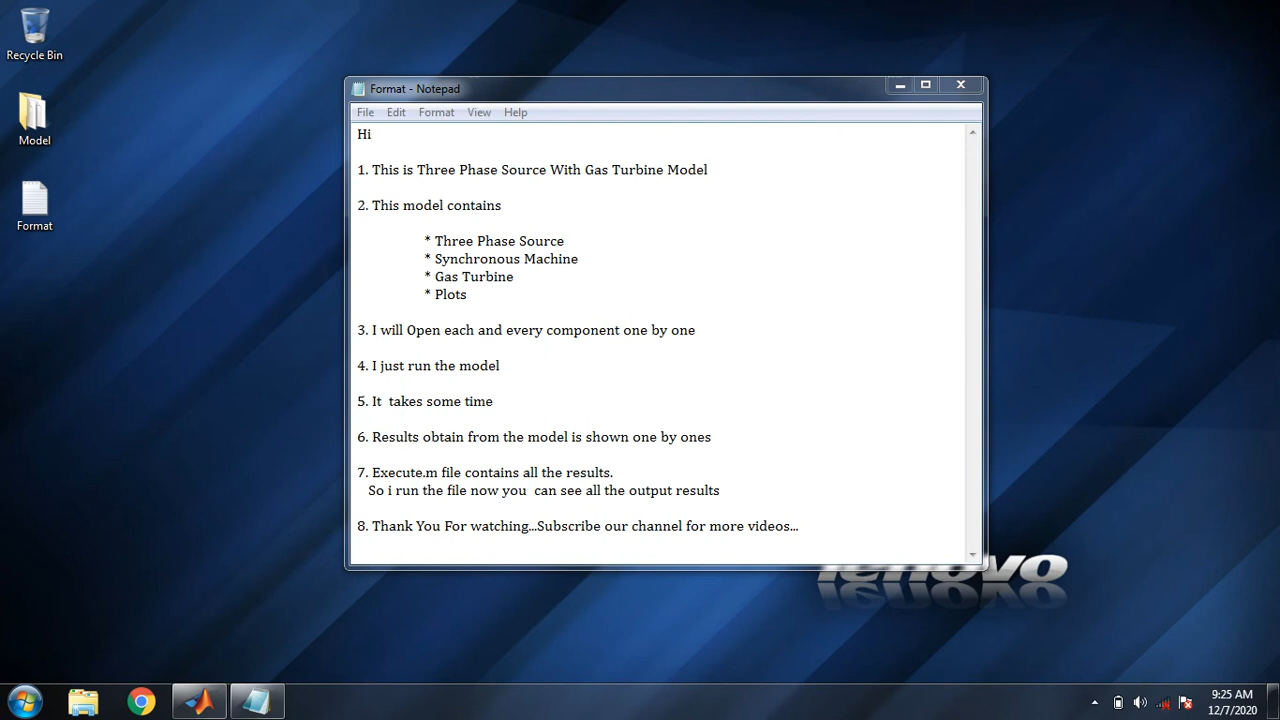 Recycle Bin
Model
Format
Format - Notepad
File Edit Format View Help
Hi
1. This is Three Phase Source With Gas Turbine Model
2. This model contains
* Three Phase Source
* Synchronous Machine
* Gas Turbine
* Plots
3. I will Open each and every component one by one
4. I just run the model
5. It  takes some time
6. Results obtain from the model is shown one by ones
7. Execute.m file contains all the results.
So i run the file now you  can see all the output results
8. Thank You For watching...Subscribe our channel for more videos...
lenovo
9:25 AM
12/7/2020